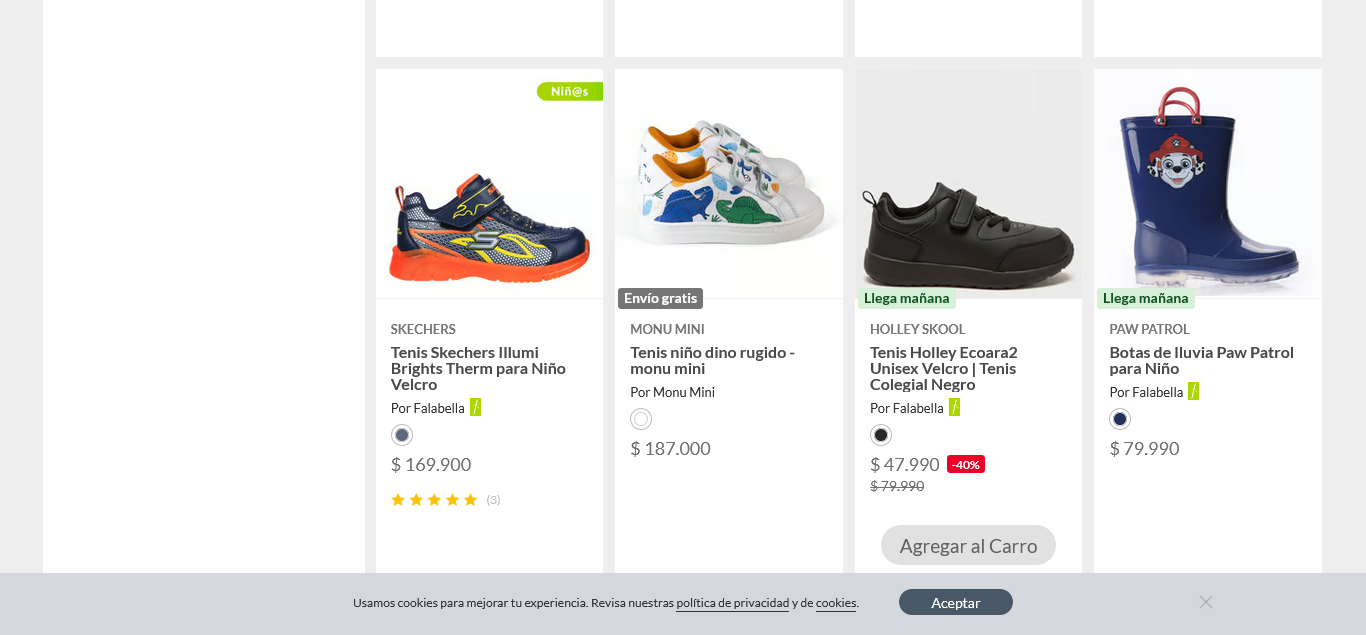 Niñ@s
Envío gratis
Llega mañana
Llega mañana
SKECHERS
Tenis Skechers Illumi
Brights Therm para Niño
Velcro
Por Falabella
$ 169.900
(3)
MONU MINI
Tenis niño dino rugido -
monu mini
Por Monu Mini
$ 187.000
HOLLEY SKOOL
Tenis Holley Ecoara2
Unisex Velcro | Tenis
Colegial Negro
Por Falabella
$ 47.990 -40%
$ 79.990
Agregar al Carro
PAW PATROL
Botas de lluvia Paw Patrol
para Niño
Por Falabella
$ 79.990
Usamos cookies para mejorar tu experiencia. Revisa nuestras política de privacidad y de cookies.
Aceptar